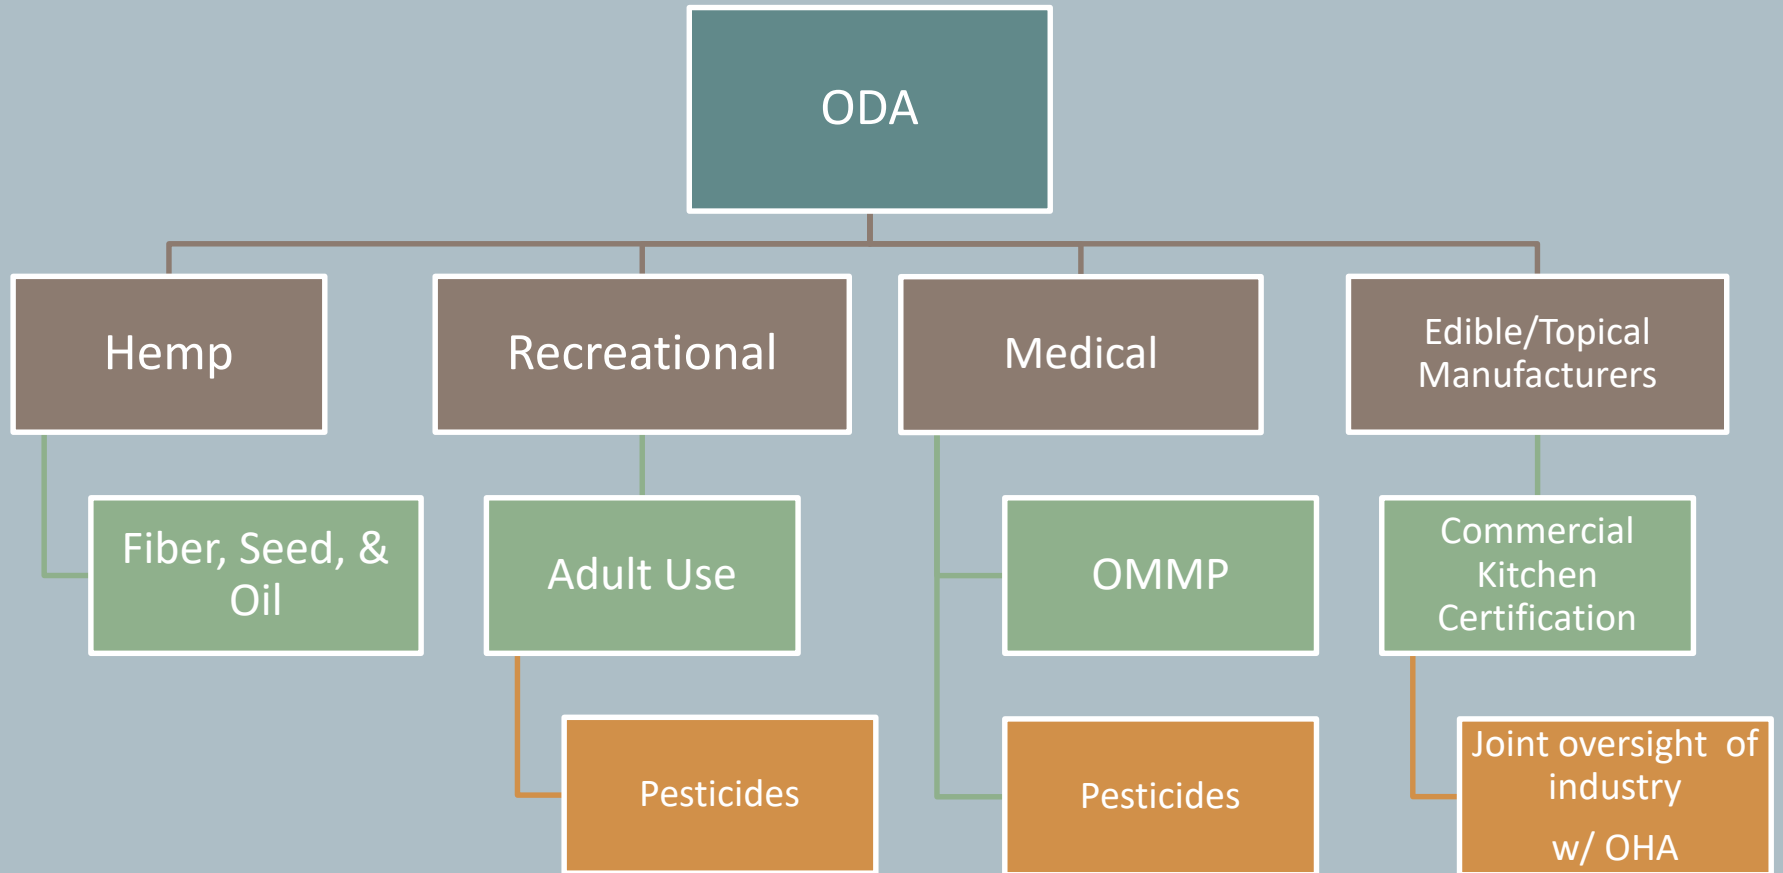 ODA
Hemp
Recreational
Medical
Edible/Topical
Manufacturers
Fiber, Seed, &
Oil
Adult Use
OMMP
Commercial
Kitchen
Certification
Pesticides
Pesticides
Joint oversight of
industry
w/ OHA